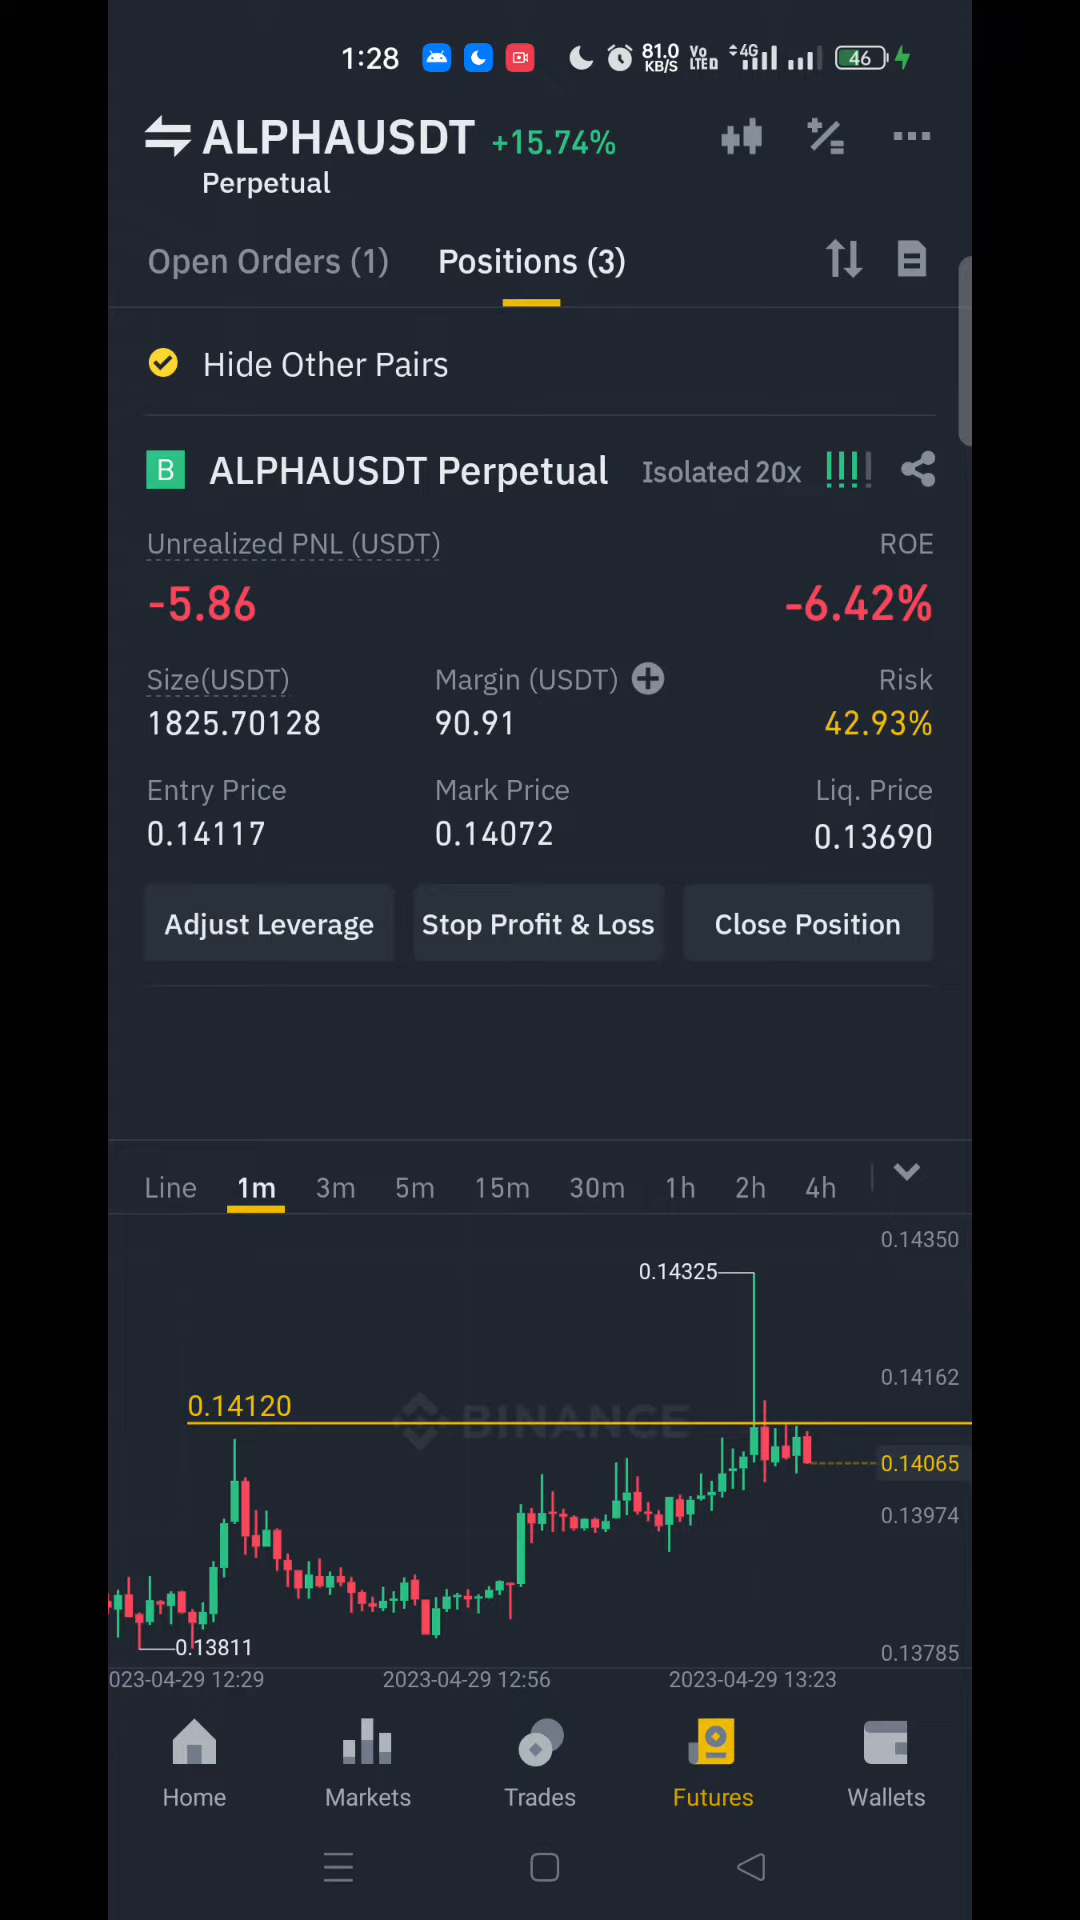 1:28 81.0 KB/S Vo LTED 4G 46
ALPHAUSDT +15.74%
Perpetual
Open Orders (1) Positions (3)
Hide Other Pairs
B ALPHAUSDT Perpetual Isolated 20x
Unrealized PNL (USDT) ROE
-5.86 -6.42%
Size(USDT) Margin (USDT) Risk
1825.70128 90.91 42.93%
Entry Price Mark Price Liq. Price
0.14117 0.14072 0.13690
Adjust Leverage Stop Profit & Loss Close Position
Line 1m 3m 5m 15m 30m 1h 2h 4h
0.14350
0.14325
0.14162
0.14120
BINANCE
0.14065
0.13974
0.13811
0.13785
023-04-29 12:29 2023-04-29 12:56 2023-04-29 13:23
Home Markets Trades Futures Wallets